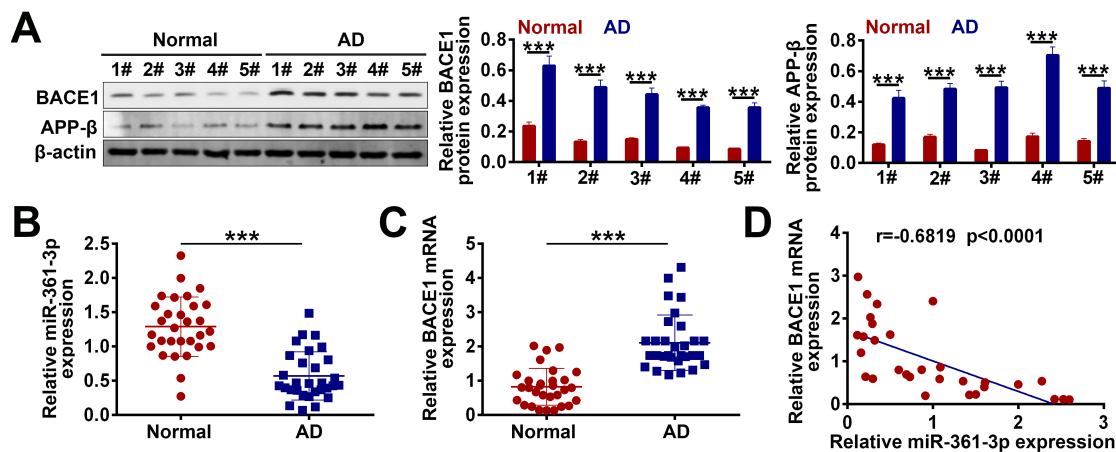 A
Normal AD
1# 2# 3# 4# 5# 1# 2# 3# 4# 5#
BACE1
APP-β
β-actin
Relative BACE1
protein expression
Normal AD
0.8
0.6
0.4
0.2
0.0
*** *** *** *** ***
1# 2# 3# 4# 5#
Relative APP-β
protein expression
Normal AD
0.8
0.6
0.4
0.2
0.0
*** *** *** *** ***
1# 2# 3# 4# 5#
B
Relative miR-361-3p
expression
2.5
2.0
1.5
1.0
0.5
0.0
***
Normal AD
C
Relative BACE1 mRNA
expression
5
4
3
2
1
0
***
Normal AD
D
Relative BACE1 mRNA
expression
4
3
2
1
0
r=-0.6819 p<0.0001
0 1 2 3
Relative miR-361-3p expression